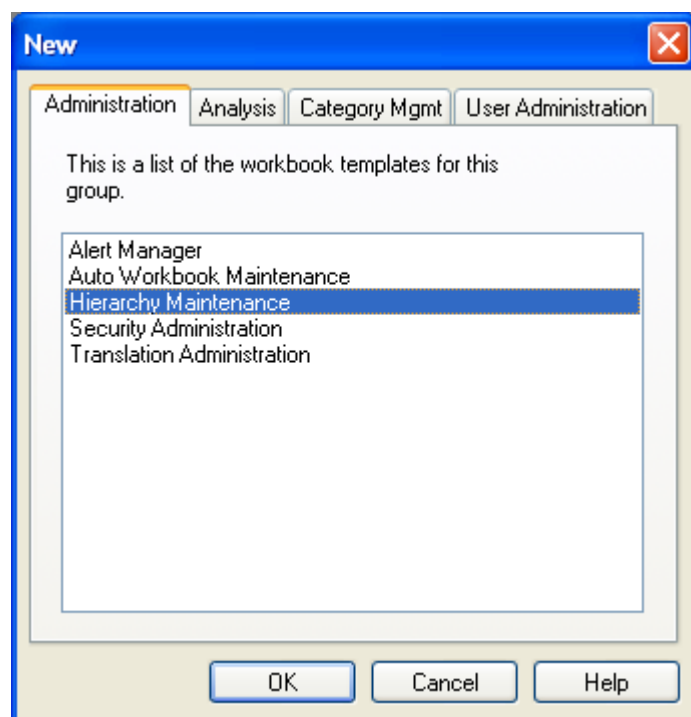 New
Administration Analysis Category Mgmt User Administration
This is a list of the workbook templates for this
group.
Alert Manager
Auto Workbook Maintenance
Hierarchy Maintenance
Security Administration
Translation Administration
OK Cancel Help